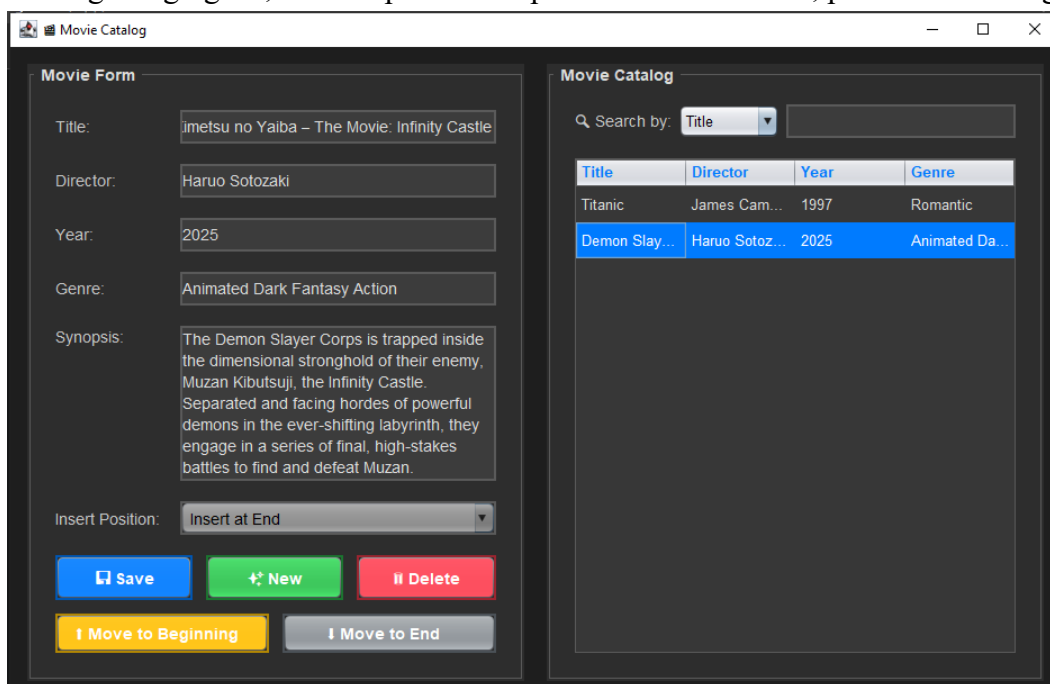 Movie Catalog
Movie Form
Title:
imetsu no Yaiba – The Movie: Infinity Castle
Director:
Haruo Sotozaki
Year:
2025
Genre:
Animated Dark Fantasy Action
Synopsis:
The Demon Slayer Corps is trapped inside
the dimensional stronghold of their enemy,
Muzan Kibutsuji, the Infinity Castle.
Separated and facing hordes of powerful
demons in the ever-shifting labyrinth, they
engage in a series of final, high-stakes
battles to find and defeat Muzan.
Insert Position:
Insert at End
Save
New
Delete
Move to Beginning
Move to End
Movie Catalog
Search by:
Title
Title Director Year Genre
Titanic James Cam... 1997 Romantic
Demon Slay... Haruo Sotoz... 2025 Animated Da...